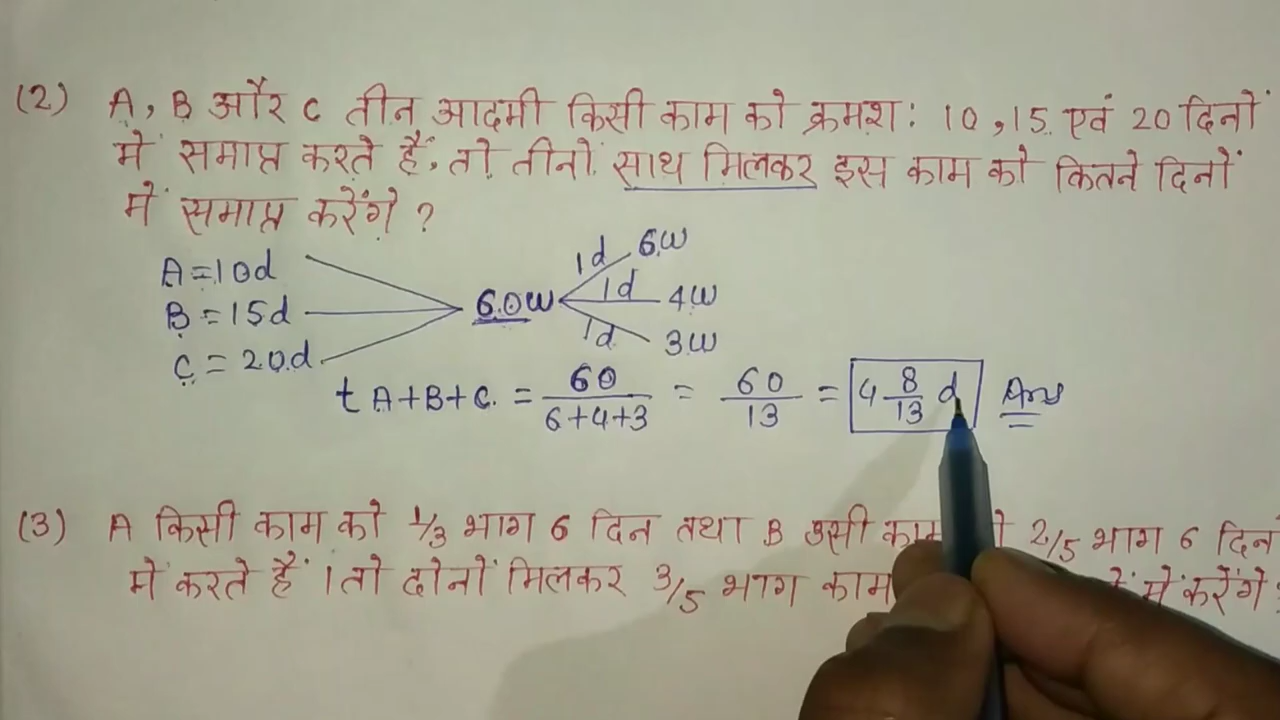 (2) A, B और C तीन आदमी किसी काम को क्रमश: 10,15 एवं 20 दिनों
में समाप्त करते हैं, तो तीनों साथ मिलकर इस काम को कितने दिनों
में समाप्त करेंगे ?
A = 10d
B = 15d
C = 20d
60W
1d 6W
1d 4W
1d 3W
t A+B+C = 60/(6+4+3) = 60/13 = 4 8/13 d Ans
(3) A किसी काम को 1/3 भाग 6 दिन तथा B उसी 2/5 भाग 6 दिन
में करते हैं । तो दोनों मिलकर 3/5 भाग काम में करेंगे